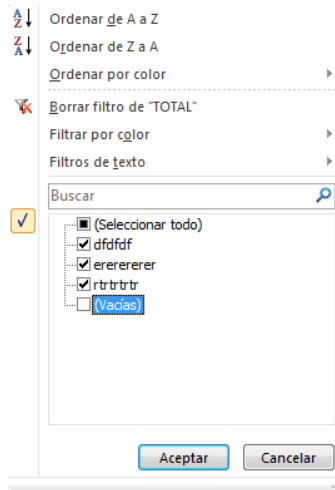 Ordenar de A a Z
Ordenar de Z a A
Ordenar por color
Borrar filtro de "TOTAL"
Filtrar por color
Filtros de texto
Buscar
(Seleccionar todo)
dfdfdf
erererererer
rtrtrtrtr
(Vacías)
Aceptar
Cancelar